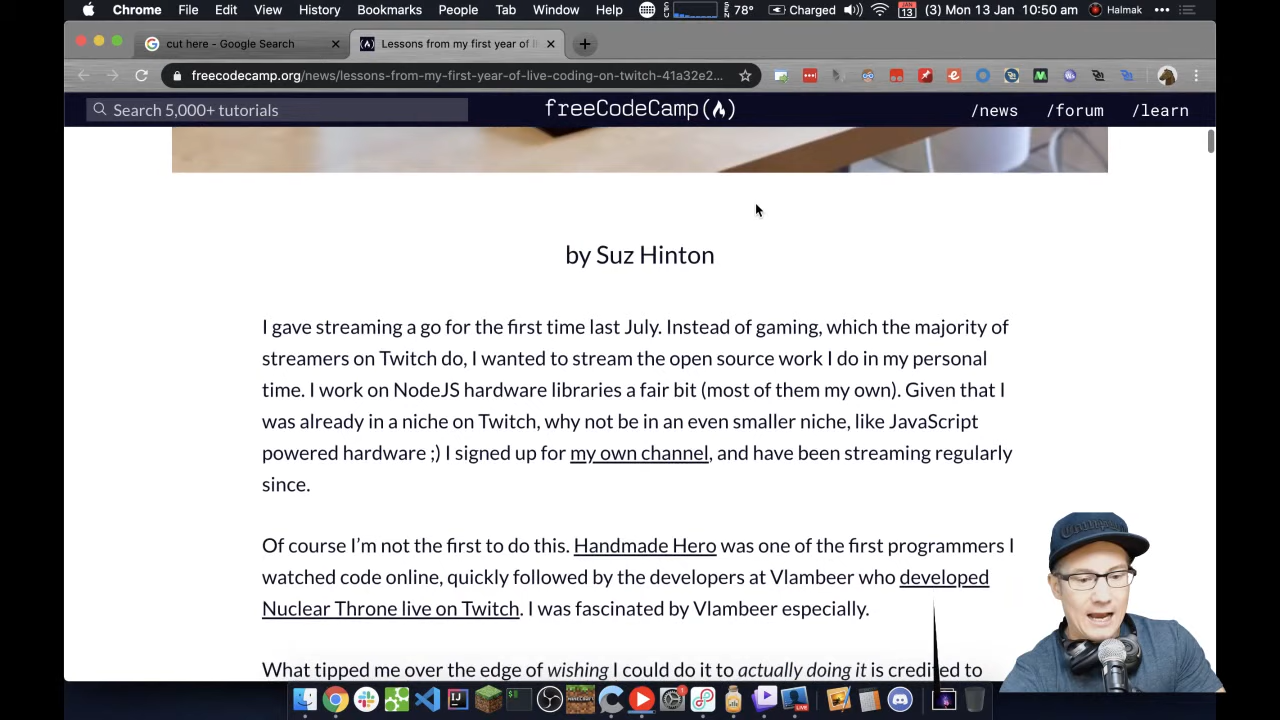 Chrome File Edit View History Bookmarks People Tab Window Help 78° Charged (3) Mon 13 Jan 10:50 am Halmak
cut here - Google Search Lessons from my first year of li
freecodecamp.org/news/lessons-from-my-first-year-of-live-coding-on-twitch-41a32e2...
Search 5,000+ tutorials freeCodeCamp /news /forum /learn
by Suz Hinton
I gave streaming a go for the first time last July. Instead of gaming, which the majority of
streamers on Twitch do, I wanted to stream the open source work I do in my personal
time. I work on NodeJS hardware libraries a fair bit (most of them my own). Given that I
was already in a niche on Twitch, why not be in an even smaller niche, like JavaScript
powered hardware ;) I signed up for my own channel, and have been streaming regularly
since.
Of course I’m not the first to do this. Handmade Hero was one of the first programmers I
watched code online, quickly followed by the developers at Vlambeer who developed
Nuclear Throne live on Twitch. I was fascinated by Vlambeer especially.
What tipped me over the edge of wishing I could do it to actually doing it is credited to